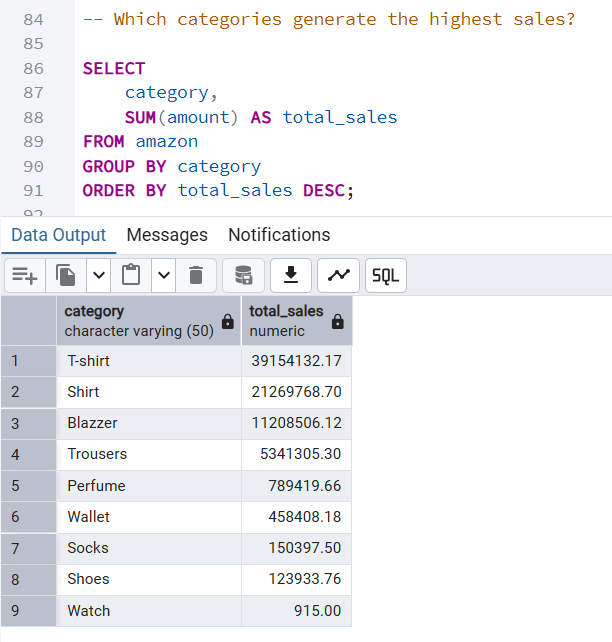 84 -- Which categories generate the highest sales?
85
86 SELECT
87 category,
88 SUM(amount) AS total_sales
89 FROM amazon
90 GROUP BY category
91 ORDER BY total_sales DESC;
92
Data Output Messages Notifications
SQL
category total_sales
character varying (50) numeric
1 T-shirt 39154132.17
2 Shirt 21269768.70
3 Blazzer 11208506.12
4 Trousers 5341305.30
5 Perfume 789419.66
6 Wallet 458408.18
7 Socks 150397.50
8 Shoes 123933.76
9 Watch 915.00